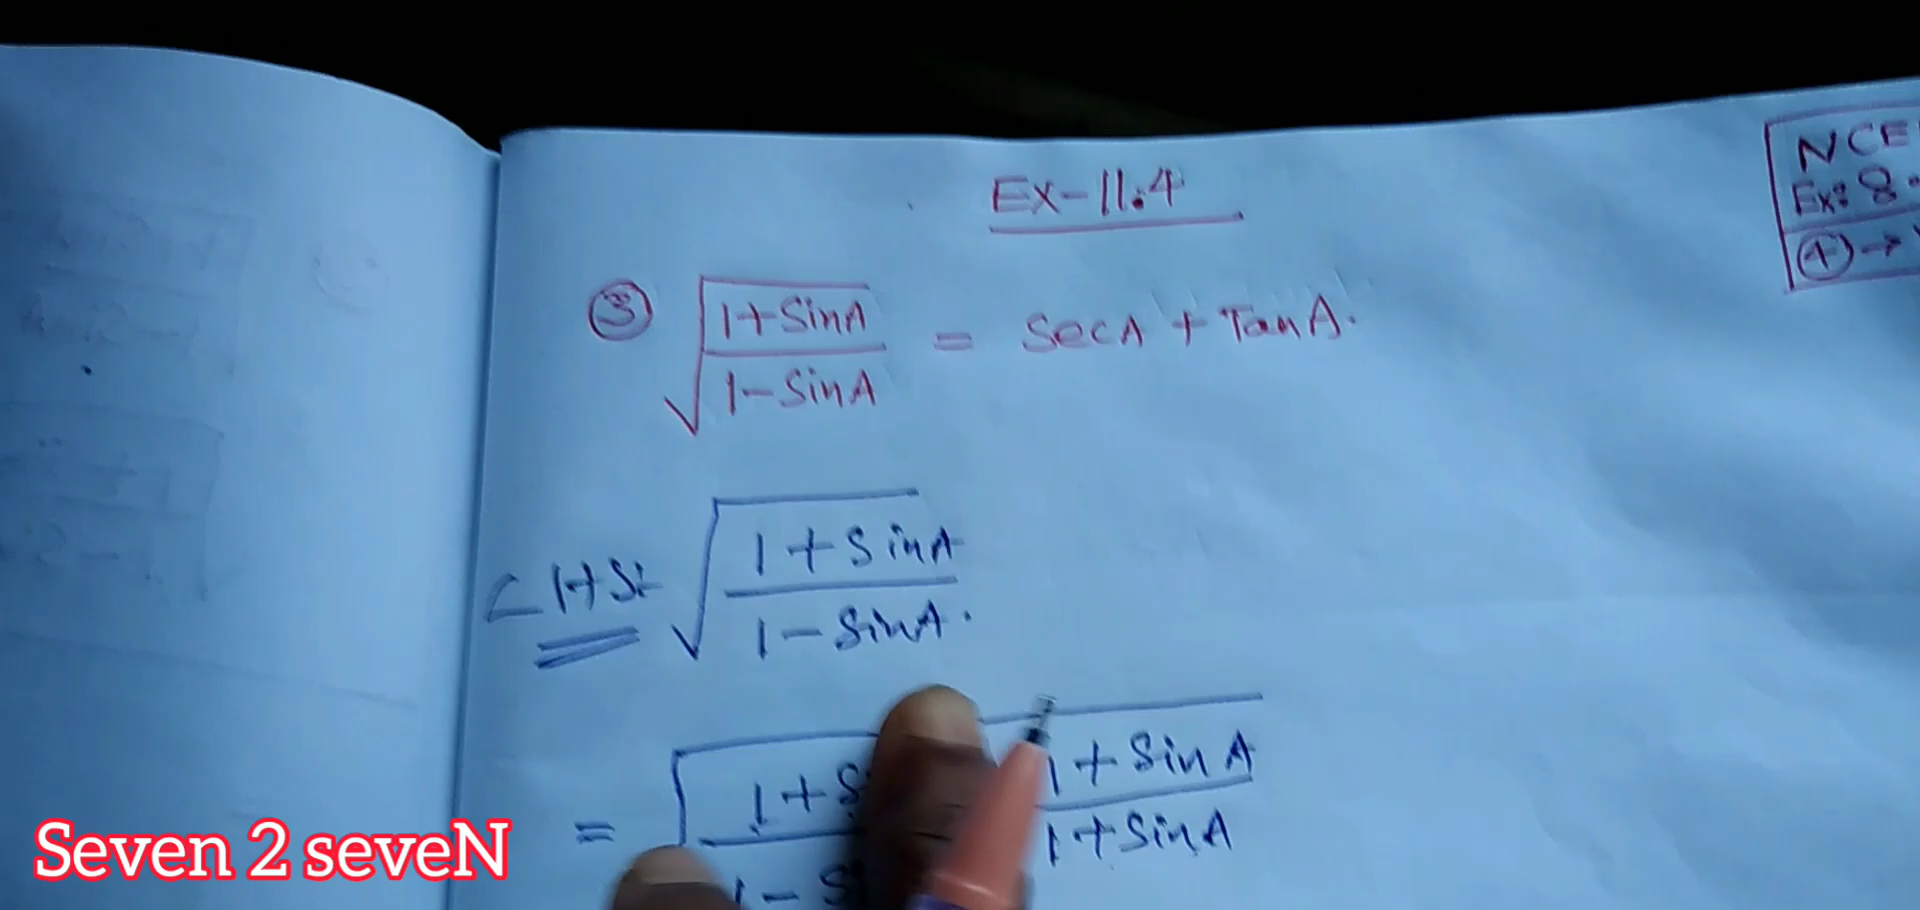 Ex-11.4
NCE
Ex: 8.
④→
③ √(1+SinA / 1-SinA) = SecA + TanA.
L.H.S: √(1+SinA / 1-SinA.
= √ 1+S 1+SinA
1-S 1+SinA
Seven 2 seveN